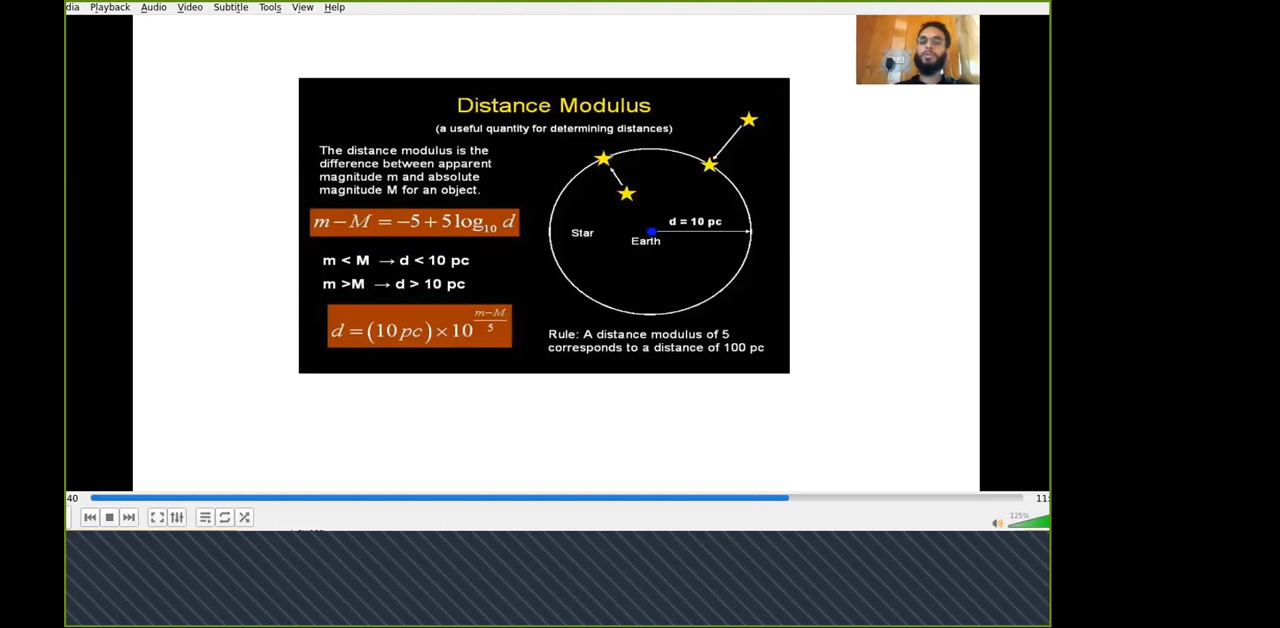 dia Playback Audio Video Subtitle Tools View Help
Distance Modulus
(a useful quantity for determining distances)
The distance modulus is the
difference between apparent
magnitude m and absolute
magnitude M for an object.
m − M = −5 + 5 log₁₀ d
m < M → d < 10 pc
m >M → d > 10 pc
d = (10 pc) × 10^((m−M)/5)
d = 10 pc
Star
Earth
Rule: A distance modulus of 5
corresponds to a distance of 100 pc
40
11:
125%